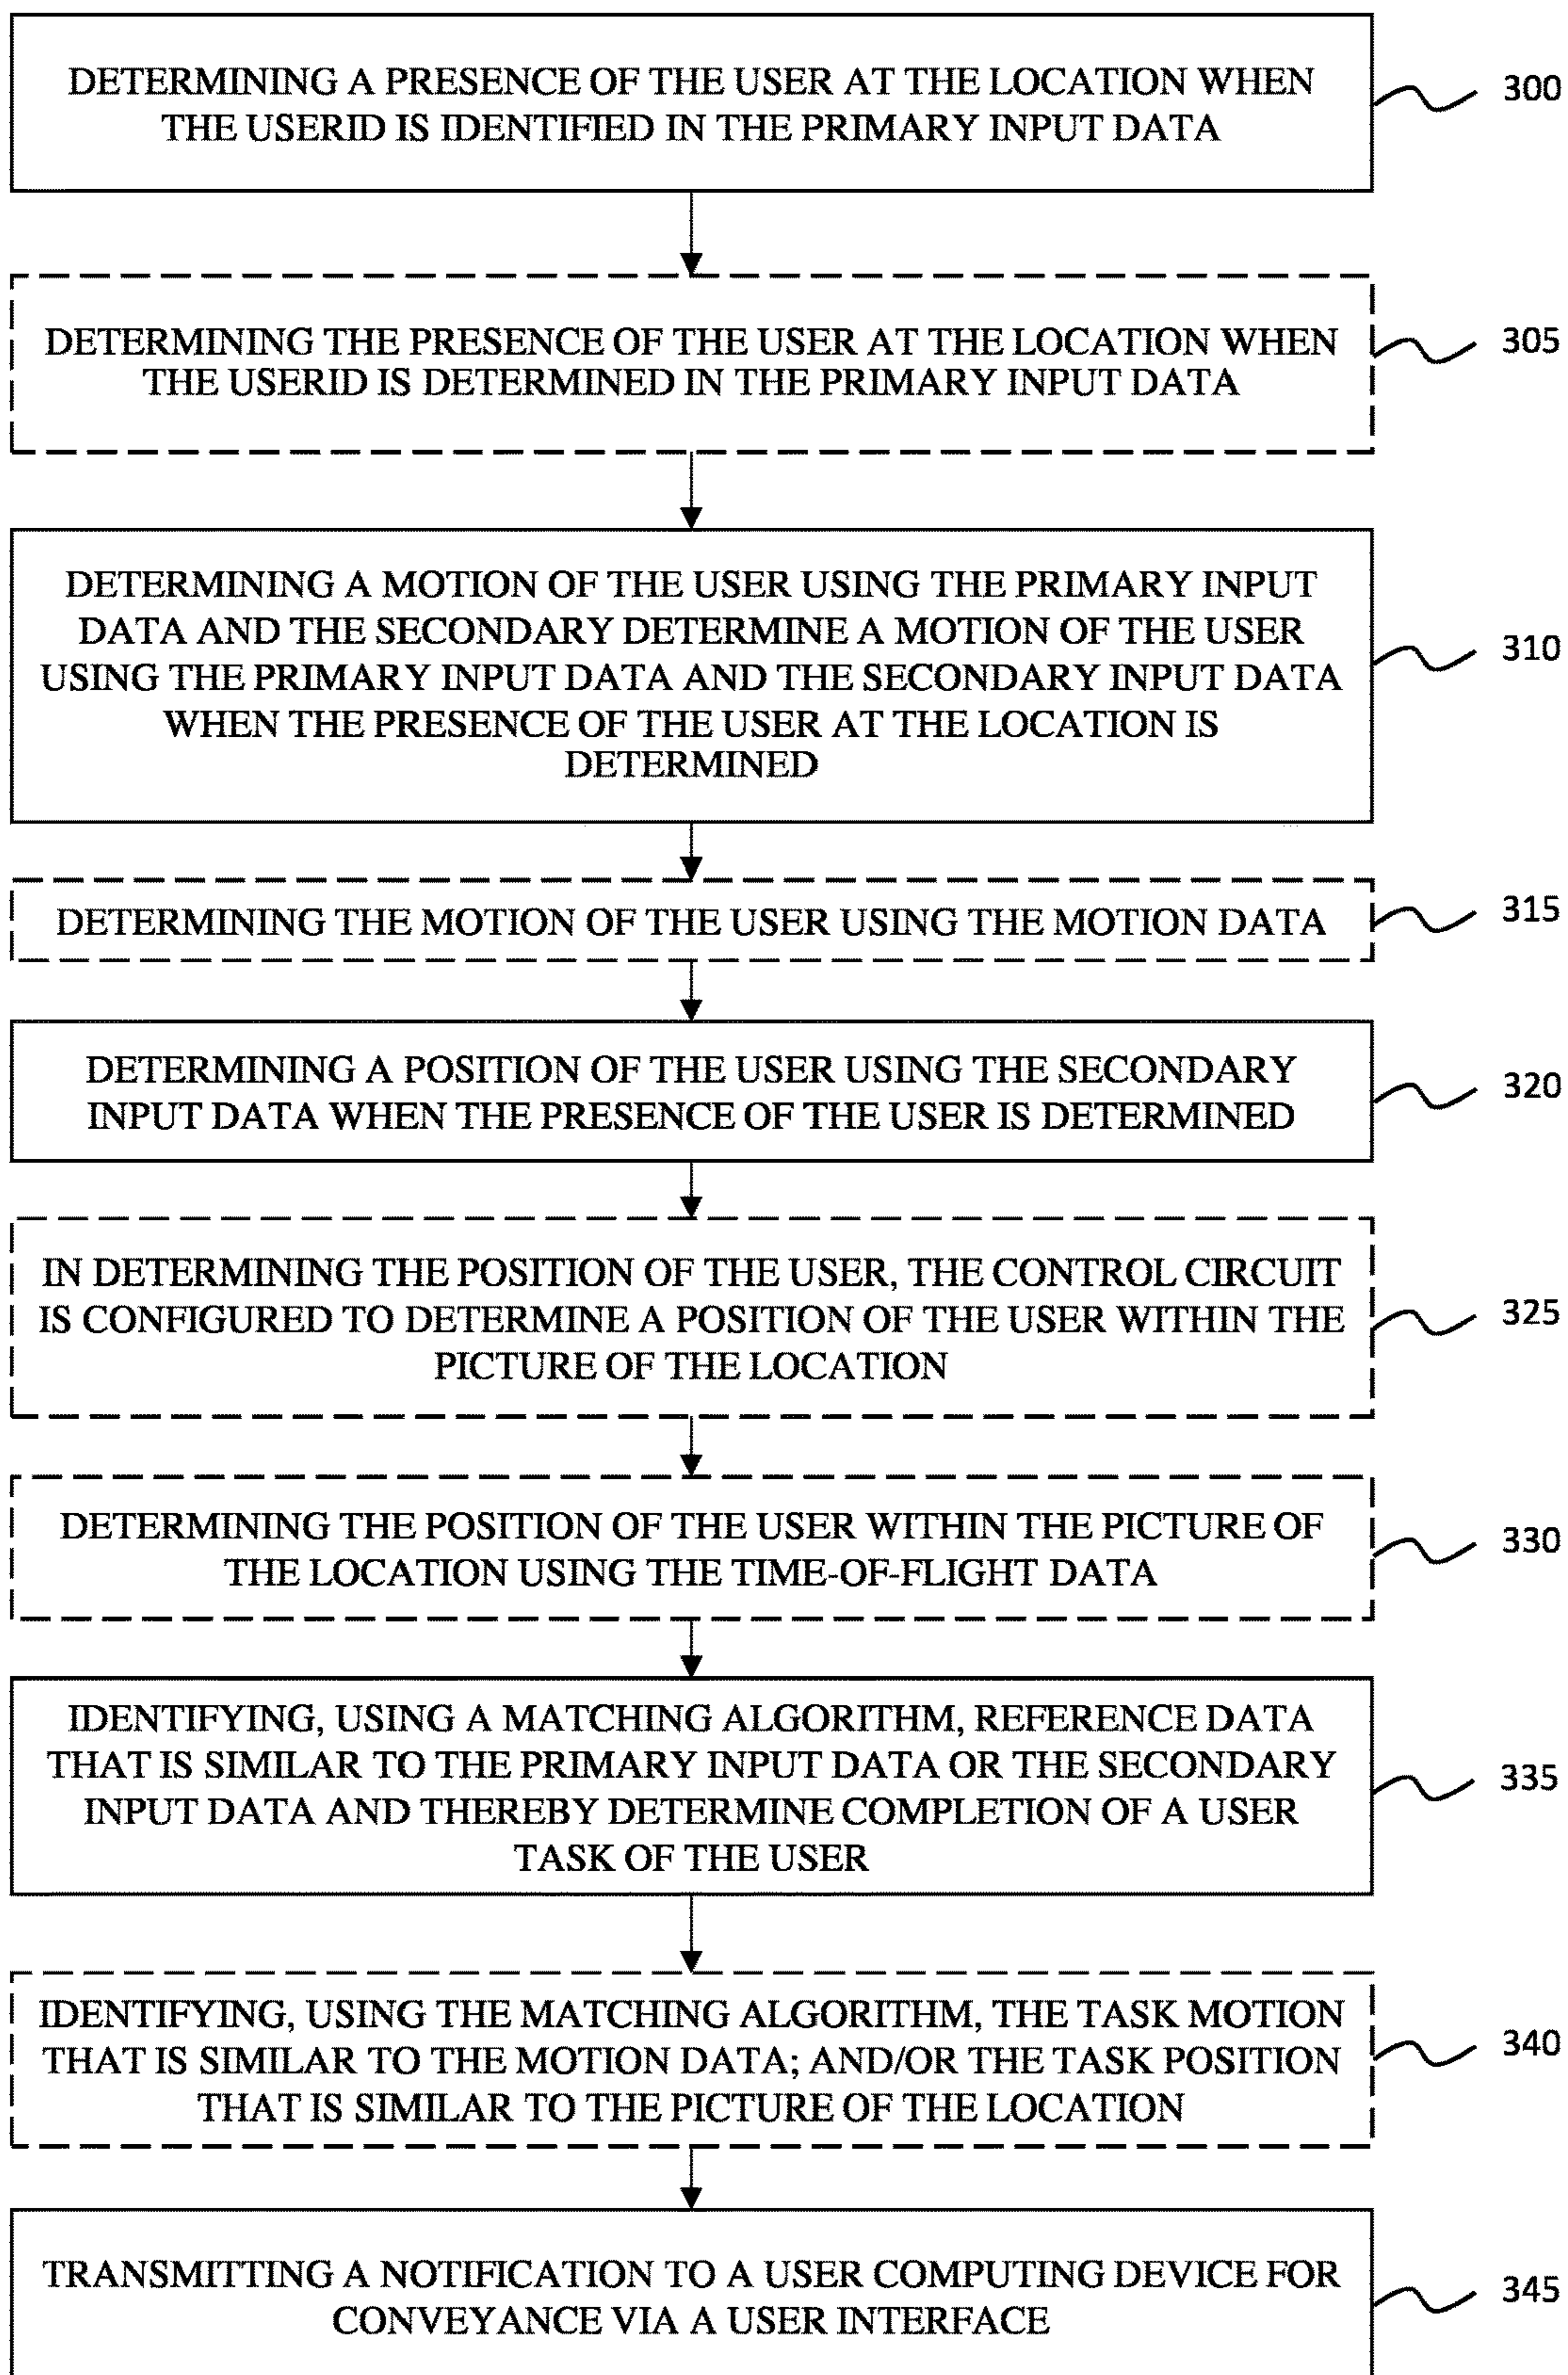 DETERMINING A PRESENCE OF THE USER AT THE LOCATION WHEN
THE USERID IS IDENTIFIED IN THE PRIMARY INPUT DATA
300
DETERMINING THE PRESENCE OF THE USER AT THE LOCATION WHEN
THE USERID IS DETERMINED IN THE PRIMARY INPUT DATA
305
DETERMINING A MOTION OF THE USER USING THE PRIMARY INPUT
DATA AND THE SECONDARY DETERMINE A MOTION OF THE USER
USING THE PRIMARY INPUT DATA AND THE SECONDARY INPUT DATA
WHEN THE PRESENCE OF THE USER AT THE LOCATION IS
DETERMINED
310
DETERMINING THE MOTION OF THE USER USING THE MOTION DATA
315
DETERMINING A POSITION OF THE USER USING THE SECONDARY
INPUT DATA WHEN THE PRESENCE OF THE USER IS DETERMINED
320
IN DETERMINING THE POSITION OF THE USER, THE CONTROL CIRCUIT
IS CONFIGURED TO DETERMINE A POSITION OF THE USER WITHIN THE
PICTURE OF THE LOCATION
325
DETERMINING THE POSITION OF THE USER WITHIN THE PICTURE OF
THE LOCATION USING THE TIME-OF-FLIGHT DATA
330
IDENTIFYING, USING A MATCHING ALGORITHM, REFERENCE DATA
THAT IS SIMILAR TO THE PRIMARY INPUT DATA OR THE SECONDARY
INPUT DATA AND THEREBY DETERMINE COMPLETION OF A USER
TASK OF THE USER
335
IDENTIFYING, USING THE MATCHING ALGORITHM, THE TASK MOTION
THAT IS SIMILAR TO THE MOTION DATA; AND/OR THE TASK POSITION
THAT IS SIMILAR TO THE PICTURE OF THE LOCATION
340
TRANSMITTING A NOTIFICATION TO A USER COMPUTING DEVICE FOR
CONVEYANCE VIA A USER INTERFACE
345